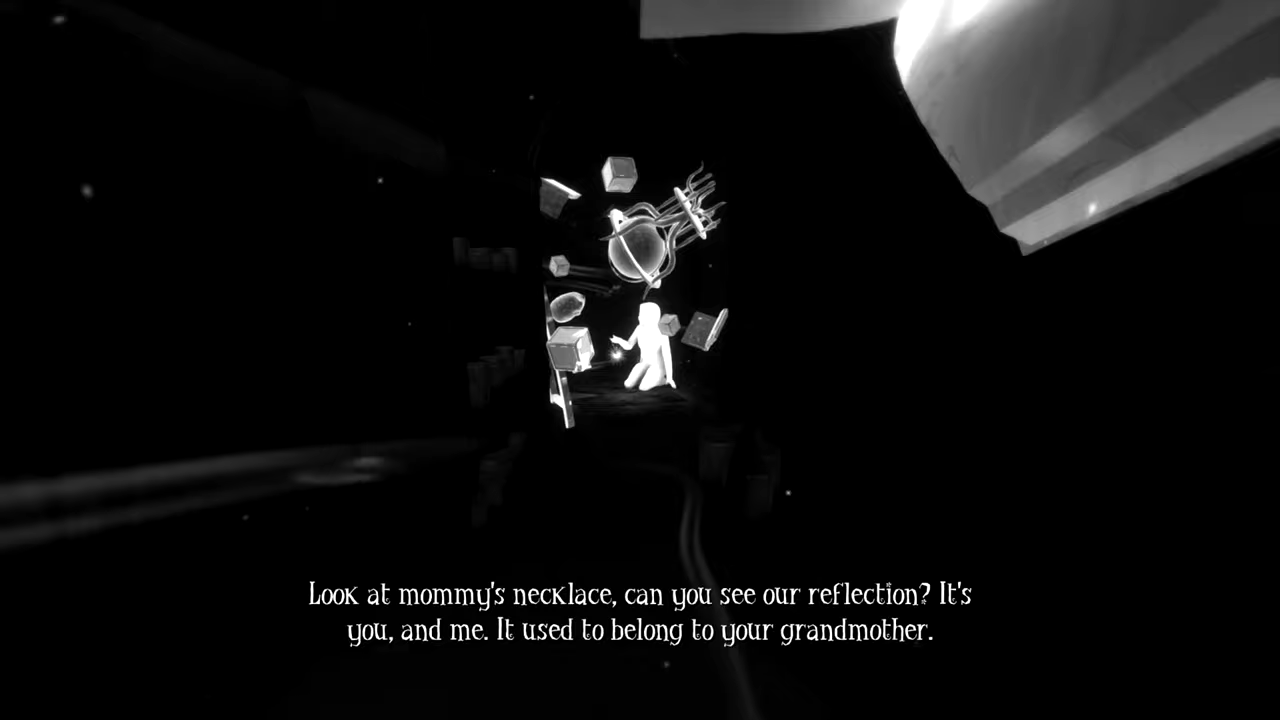 Look at mommy's necklace, can you see our reflection? It's
you, and me. It used to belong to your grandmother.